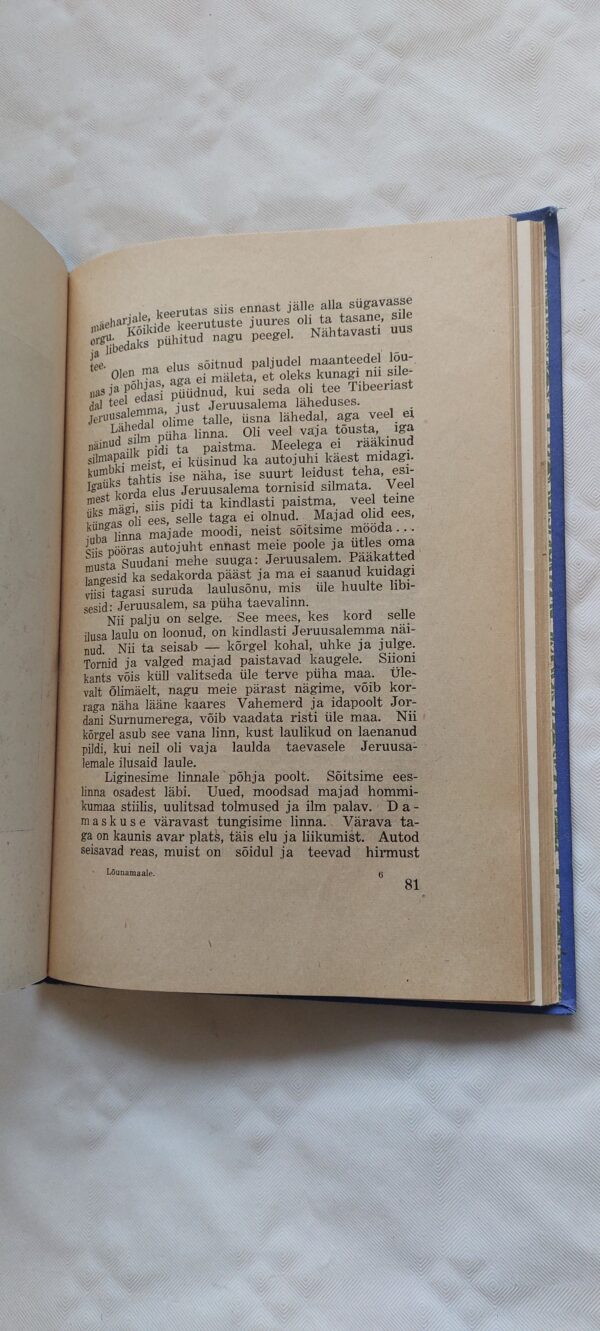 mäeharjale, keerutas siis ennast jälle alla sügavasse
orgu. Kõikide keerutuste juures oli ta tasane, sile
ja libedaks pühitud nagu peegel. Nähtavasti uus
tee.
Olen ma elus sõitnud paljudel maanteedel lõu-
nas ja põhjas, aga ei mäleta, et oleks kunagi nii sile-
dal teel edasi püüdnud, kui seda oli tee Tibeeriast
Jeruusalemma, just Jeruusalema läheduses.
Lähedal olime talle, üsna lähedal, aga veel ei
näinud silm püha linna. Oli veel vaja tõusta, iga
silmapailk pidi ta paistma. Meelega ei rääkinud
kumbki meist, ei küsinud ka autojuhi käest midagi.
Igaüks tahtis ise näha, ise suurt leidust teha, esi-
mest korda elus Jeruusalema tornisid silmata. Veel
üks mägi, siis pidi ta kindlasti paistma, veel teine
küngas oli ees, selle taga ei olnud. Majad olid ees,
juba linna majade moodi, neist sõitsime mööda...
Siis pööras autojuht ennast meie poole ja ütles oma
musta Suudani mehe suuga: Jeruusalem. Pääkatted
langesid ka sedakorda pääst ja ma ei saanud kuidagi
viisi tagasi suruda laulusõnu, mis üle huulte libi-
sesid: Jeruusalem, sa püha taevalinn.
Nii palju on selge. See mees, kes kord selle
ilusa laulu on loonud, on kindlasti Jeruusalemma näi-
nud. Nii ta seisab — kõrgel kohal, uhke ja julge.
Tornid ja valged majad paistavad kaugele. Siioni
kants võis küll valitseda üle terve püha maa. Üle-
valt õlimäelt, nagu meie pärast nägime, võib kor-
raga näha lääne kaares Vahemerd ja idapoolt Jor-
dani Surnumerega, võib vaadata risti üle maa. Nii
kõrgel asub see vana linn, kust laulikud on laenanud
pildi, kui neil oli vaja laulda taevasele Jeruusa-
lemale ilusaid laule.
Liginesime linnale põhja poolt. Sõitsime ees-
linna osadest läbi. Uued, moodsad majad hommi-
kumaa stiilis, uulitsad tolmused ja ilm palav. Da-
maskuse väravast tungisime linna. Värava ta-
ga on kaunis avar plats, täis elu ja liikumist. Autod
seisavad reas, muist on sõidul ja teevad hirmust
Lõunamaale. 6
81